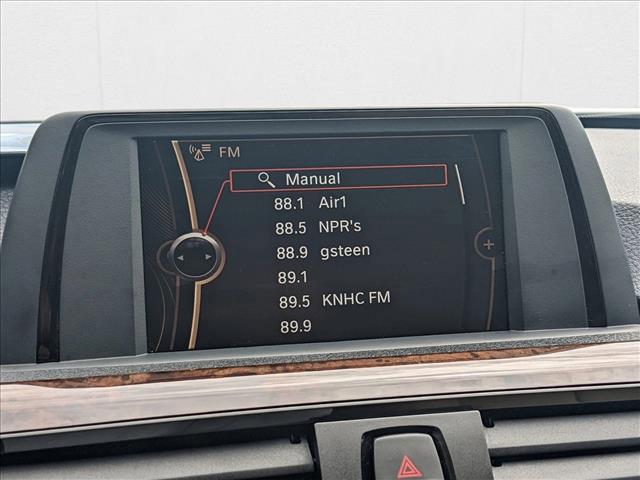 FM
Manual
88.1 Air1
88.5 NPR's
88.9 gsteen
89.1
89.5 KNHC FM
89.9